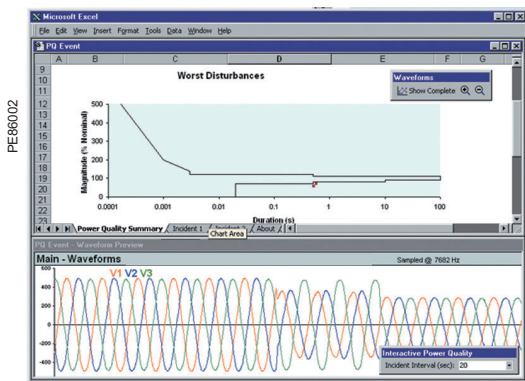 PE86002
Microsoft Excel
File Edit View Insert Format Tools Data Window Help
PQ Event
A B C D E F G
9
10
11
12
13
14
15
16
17
18
19
20
21
22
23
Worst Disturbances
Waveforms
Show Complete
Magnitude (% Nominal)
500
400
300
200
100
0
0.0001 0.001 0.01 0.1 1 10 100
Duration (s)
Power Quality Summary Incident 1 About
Chart Area
PQ Event - Waveform Preview
Main - Waveforms
Sampled @ 7682 Hz
V1 V2 V3
600
400
200
0
-200
-400
Interactive Power Quality
Incident Interval (sec): 20